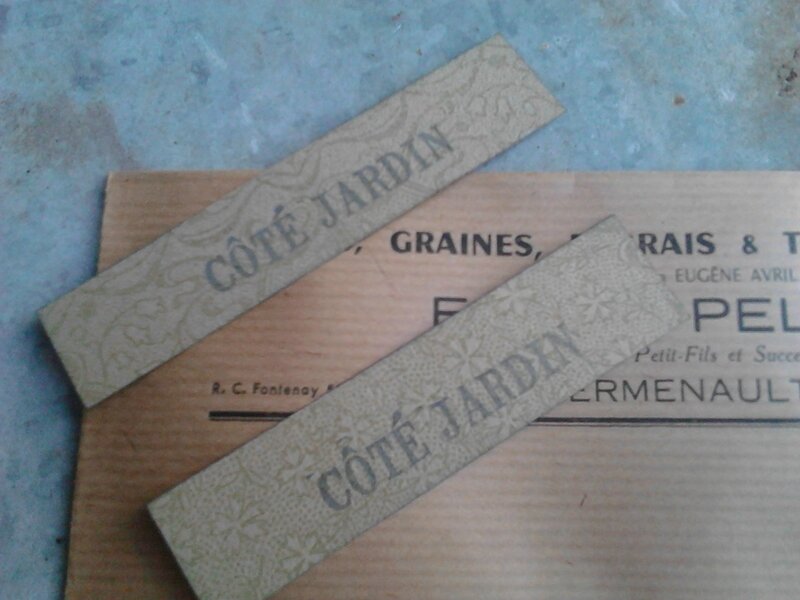 CÔTÉ JARDIN
GRAINES, RAIS & T
EUGÈNE AVRIL
PEL
Petit-Fils et Succe
R. C. Fontenay
ERMENAULT
CÔTÉ JARDIN